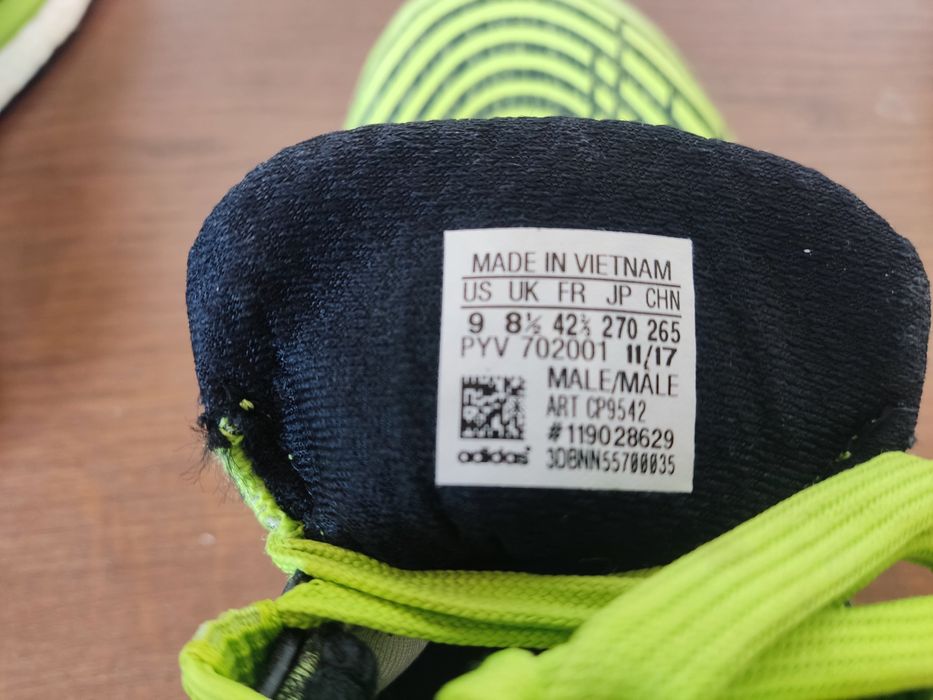 MADE IN VIETNAM
US UK FR JP CHN
9 8½ 42⅔ 270 265
PYV 702001 11/17
MALE/MÂLE
ART CP9542
#119028629
adidas
3DBNN55700035